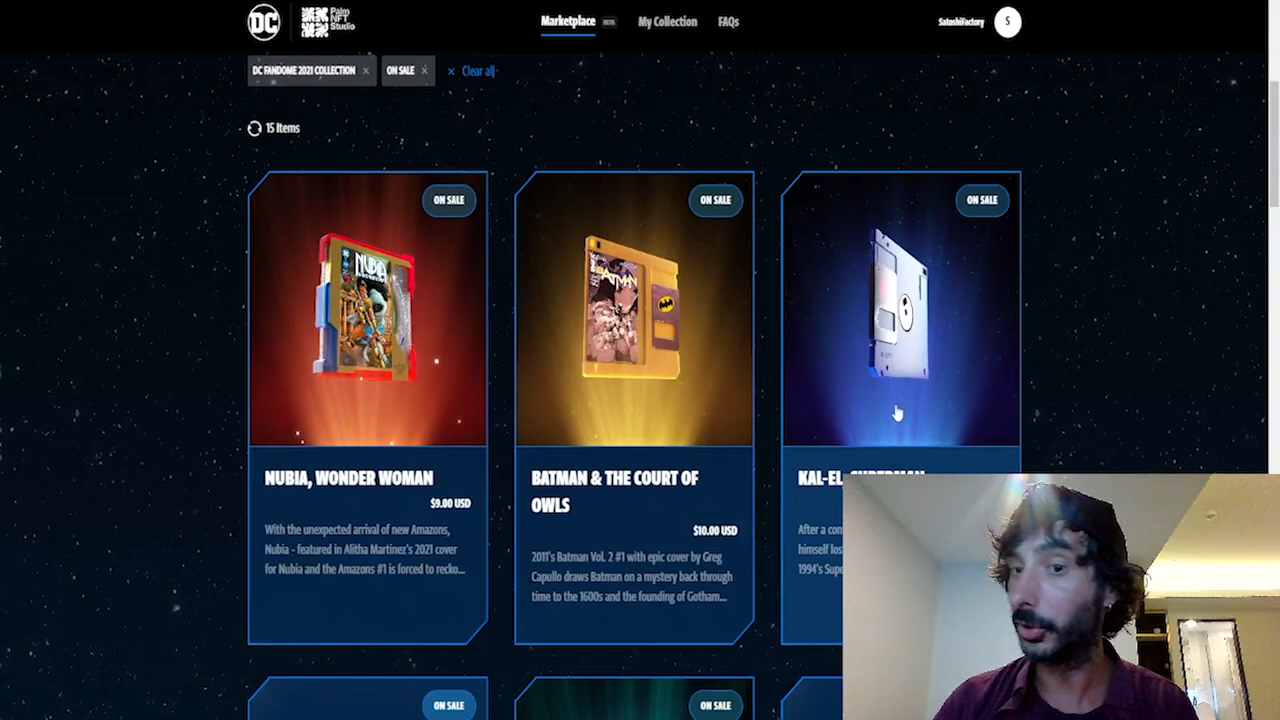 DC
Palm
NFT
Studio
Marketplace BETA
My Collection
FAQs
SatoshiFactory
S
DC FANDOME 2021 COLLECTION ×
ON SALE ×
× Clear all
15 Items
ON SALE
ON SALE
ON SALE
NUBIA
BATMAN
NUBIA, WONDER WOMAN
$9.00 USD
With the unexpected arrival of new Amazons,
Nubia - featured in Alitha Martinez's 2021 cover
for Nubia and the Amazons #1 is forced to recko...
BATMAN & THE COURT OF
OWLS
$10.00 USD
2011's Batman Vol. 2 #1 with epic cover by Greg
Capullo draws Batman on a mystery back through
time to the 1600s and the founding of Gotham...
KAL-EL, SUPERMAN
After a con
himself los
1994's Supe
ON SALE
ON SALE